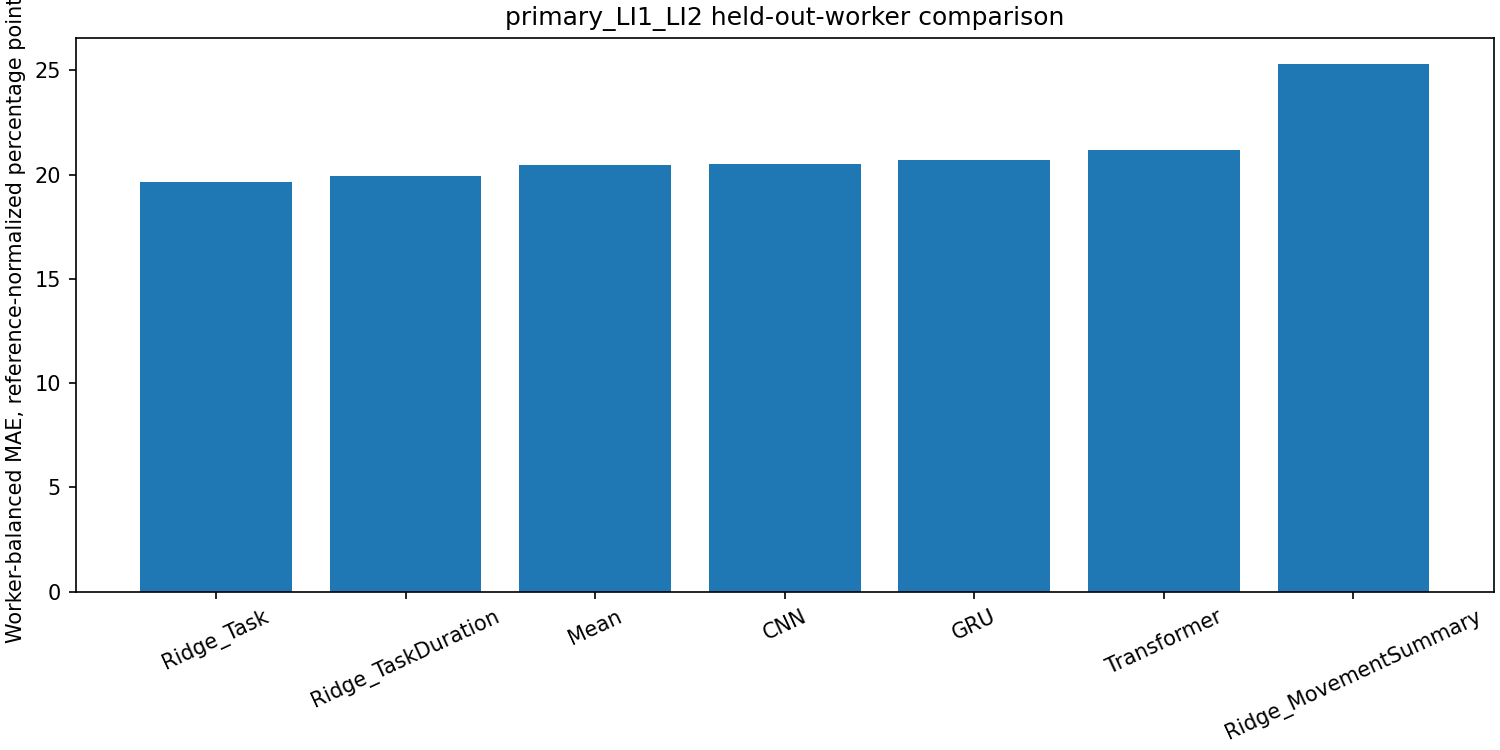 primary_LI1_LI2 held-out-worker comparison
Worker-balanced MAE, reference-normalized percentage point
25
20
15
10
5
0
Ridge_Task
Ridge_TaskDuration
Mean
CNN
GRU
Transformer
Ridge_MovementSummary